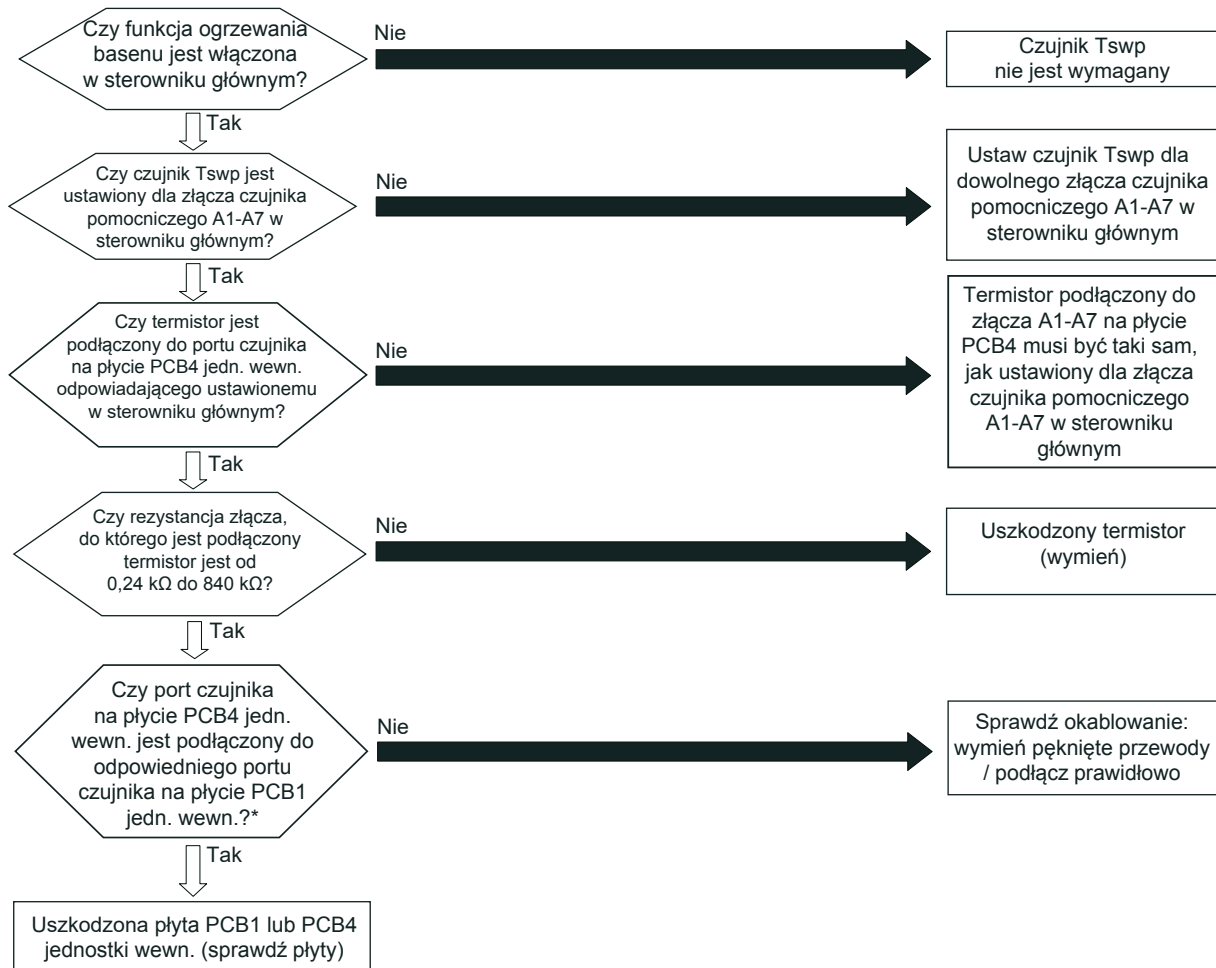 Czy funkcja ogrzewania
basenu jest włączona
w sterowniku głównym?
Nie
Czujnik Tswp
nie jest wymagany
Tak
Czy czujnik Tswp jest
ustawiony dla złącza czujnika
pomocniczego A1-A7 w
sterowniku głównym?
Nie
Ustaw czujnik Tswp dla
dowolnego złącza czujnika
pomocniczego A1-A7 w
sterowniku głównym
Tak
Czy termistor jest
podłączony do portu czujnika
na płycie PCB4 jedn. wewn.
odpowiadającego ustawionemu
w sterowniku głównym?
Nie
Termistor podłączony do
złącza A1-A7 na płycie
PCB4 musi być taki sam,
jak ustawiony dla złącza
czujnika pomocniczego
A1-A7 w sterowniku
głównym
Tak
Czy rezystancja złącza,
do którego jest podłączony
termistor jest od
0,24 kΩ do 840 kΩ?
Nie
Uszkodzony termistor
(wymień)
Tak
Czy port czujnika
na płycie PCB4 jedn.
wewn. jest podłączony do
odpowiedniego portu
czujnika na płycie PCB1
jedn. wewn.?*
Nie
Sprawdź okablowanie:
wymień pęknięte przewody
/ podłącz prawidłowo
Tak
Uszkodzona płyta PCB1 lub PCB4
jednostki wewn. (sprawdź płyty)